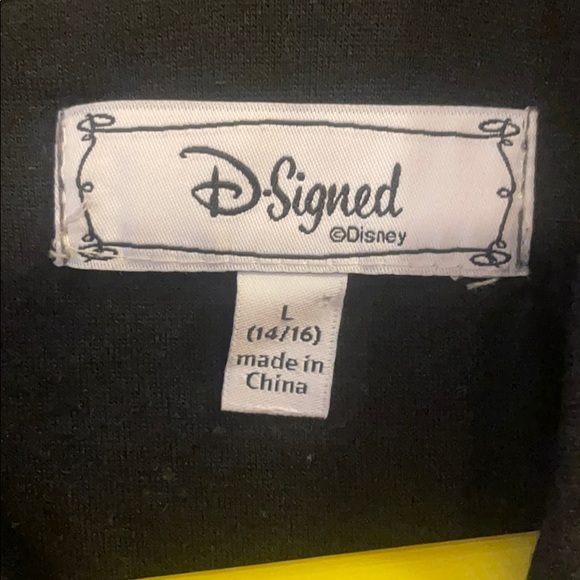 D-Signed
©Disney
L
(14/16)
made in
China